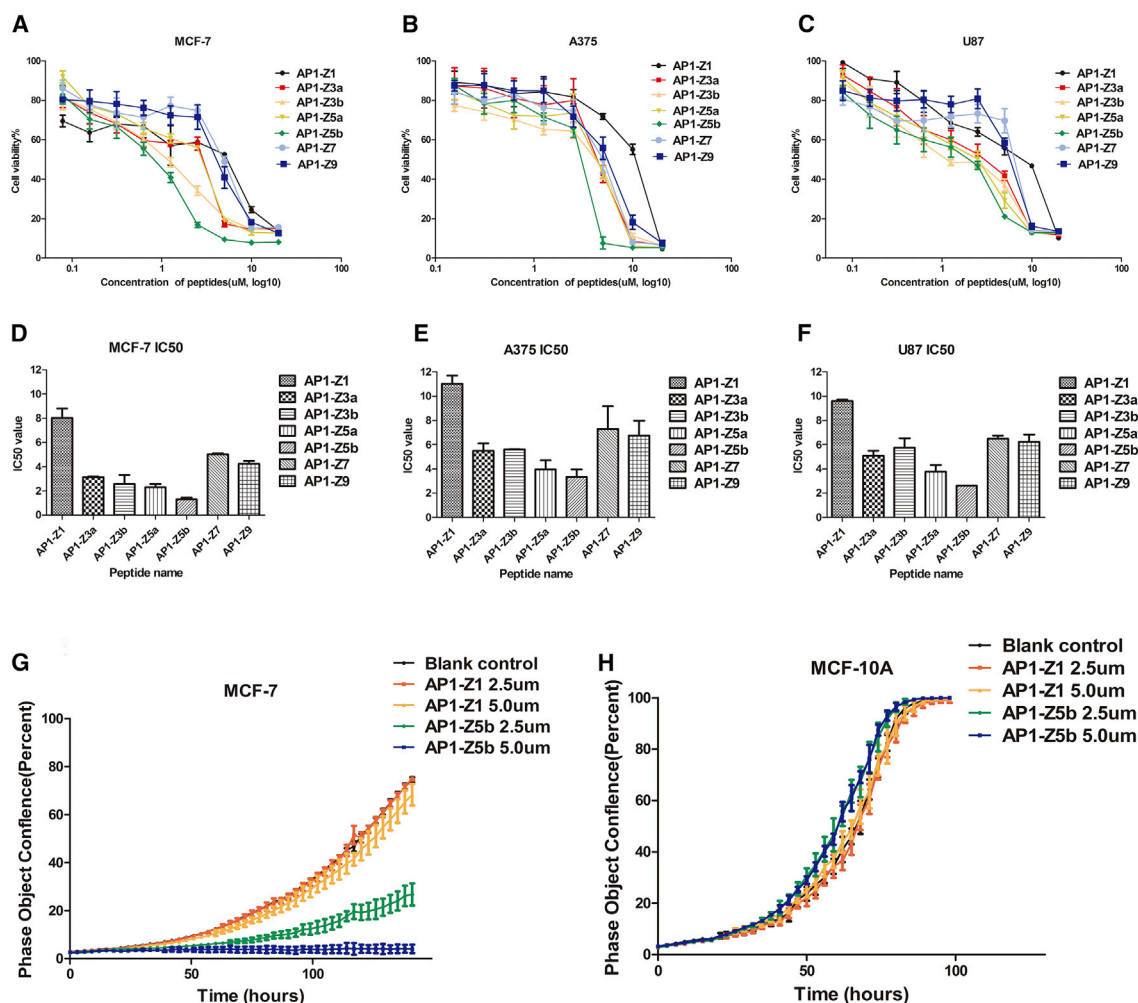 A
MCF-7
Cell viability%
100
80
60
40
20
0
0.1
1
10
100
Concentration of peptides(uM, log10)
AP1-Z1
AP1-Z3a
AP1-Z3b
AP1-Z5a
AP1-Z5b
AP1-Z7
AP1-Z9
B
A375
Cell viability%
100
80
60
40
20
0
0.1
1
10
100
Concentration of peptides(uM, log10)
AP1-Z1
AP1-Z3a
AP1-Z3b
AP1-Z5a
AP1-Z5b
AP1-Z7
AP1-Z9
C
U87
Cell viability%
100
80
60
40
20
0
0.1
1
10
100
Concentration of peptides(uM, log10)
AP1-Z1
AP1-Z3a
AP1-Z3b
AP1-Z5a
AP1-Z5b
AP1-Z7
AP1-Z9
D
MCF-7 IC50
IC50 value
10
8
6
4
2
0
AP1-Z1
AP1-Z3a
AP1-Z3b
AP1-Z5a
AP1-Z5b
AP1-Z7
AP1-Z9
Peptide name
AP1-Z1
AP1-Z3a
AP1-Z3b
AP1-Z5a
AP1-Z5b
AP1-Z7
AP1-Z9
E
A375 IC50
IC50 value
12
10
8
6
4
2
0
AP1-Z1
AP1-Z3a
AP1-Z3b
AP1-Z5a
AP1-Z5b
AP1-Z7
AP1-Z9
Peptide name
AP1-Z1
AP1-Z3a
AP1-Z3b
AP1-Z5a
AP1-Z5b
AP1-Z7
AP1-Z9
F
U87 IC50
IC50 value
12
10
8
6
4
2
0
AP1-Z1
AP1-Z3a
AP1-Z3b
AP1-Z5a
AP1-Z5b
AP1-Z7
AP1-Z9
Peptide name
AP1-Z1
AP1-Z3a
AP1-Z3b
AP1-Z5a
AP1-Z5b
AP1-Z7
AP1-Z9
G
MCF-7
Phase Object Conflence(Percent)
100
80
60
40
20
0
0
50
100
Time (hours)
Blank control
AP1-Z1 2.5um
AP1-Z1 5.0um
AP1-Z5b 2.5um
AP1-Z5b 5.0um
H
MCF-10A
Phase Object Conflence(Percent)
100
80
60
40
20
0
0
50
100
Time (hours)
Blank control
AP1-Z1 2.5um
AP1-Z1 5.0um
AP1-Z5b 2.5um
AP1-Z5b 5.0um